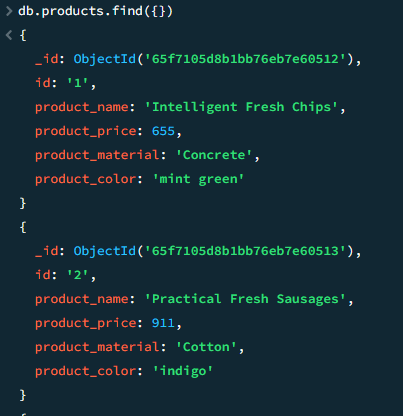 > db.products.find({})
< {
_id: ObjectId('65f7105d8b1bb76eb7e60512'),
id: '1',
product_name: 'Intelligent Fresh Chips',
product_price: 655,
product_material: 'Concrete',
product_color: 'mint green'
}
{
_id: ObjectId('65f7105d8b1bb76eb7e60513'),
id: '2',
product_name: 'Practical Fresh Sausages',
product_price: 911,
product_material: 'Cotton',
product_color: 'indigo'
}
{